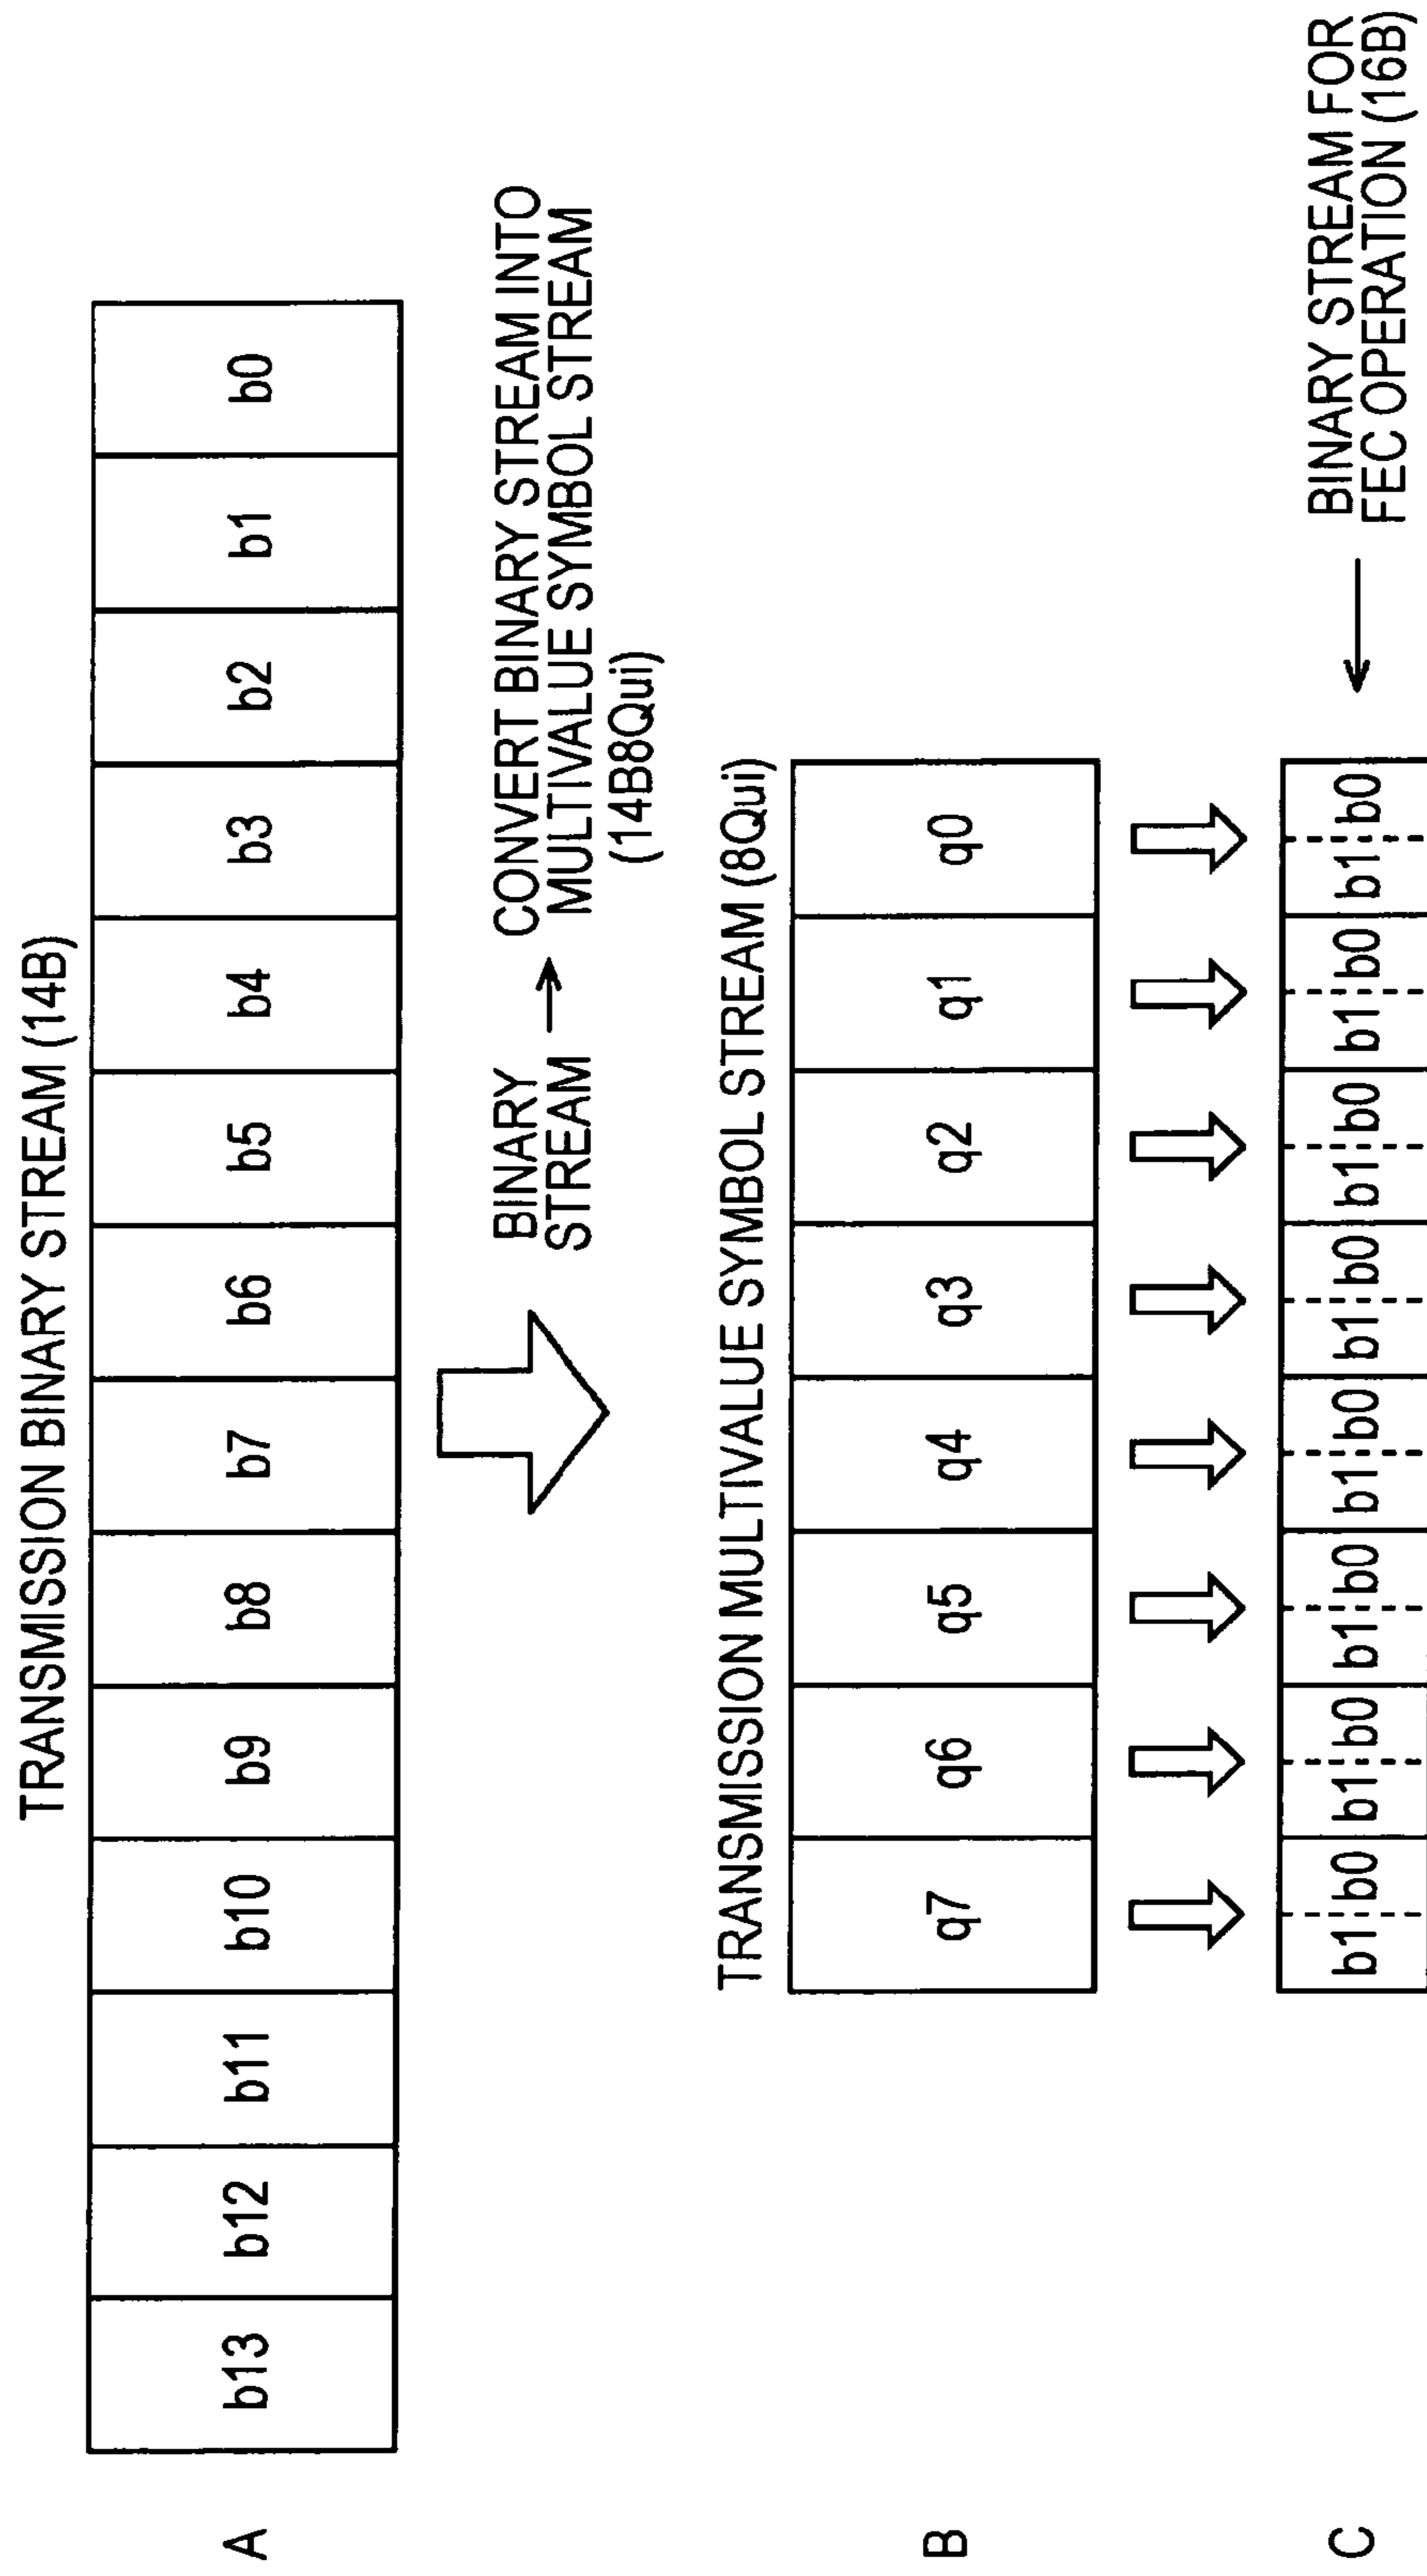 TRANSMISSION BINARY STREAM (14B)
A b13 b12 b11 b10 b9 b8 b7 b6 b5 b4 b3 b2 b1 b0
BINARY
STREAM → CONVERT BINARY STREAM INTO
MULTIVALUE SYMBOL STREAM
(14B8Qui)
TRANSMISSION MULTIVALUE SYMBOL STREAM (8Qui)
B q7 q6 q5 q4 q3 q2 q1 q0
C b1 b0 b1 b0 b1 b0 b1 b0 b1 b0 b1 b0 b1 b0 b1 b0
← BINARY STREAM FOR
FEC OPERATION (16B)